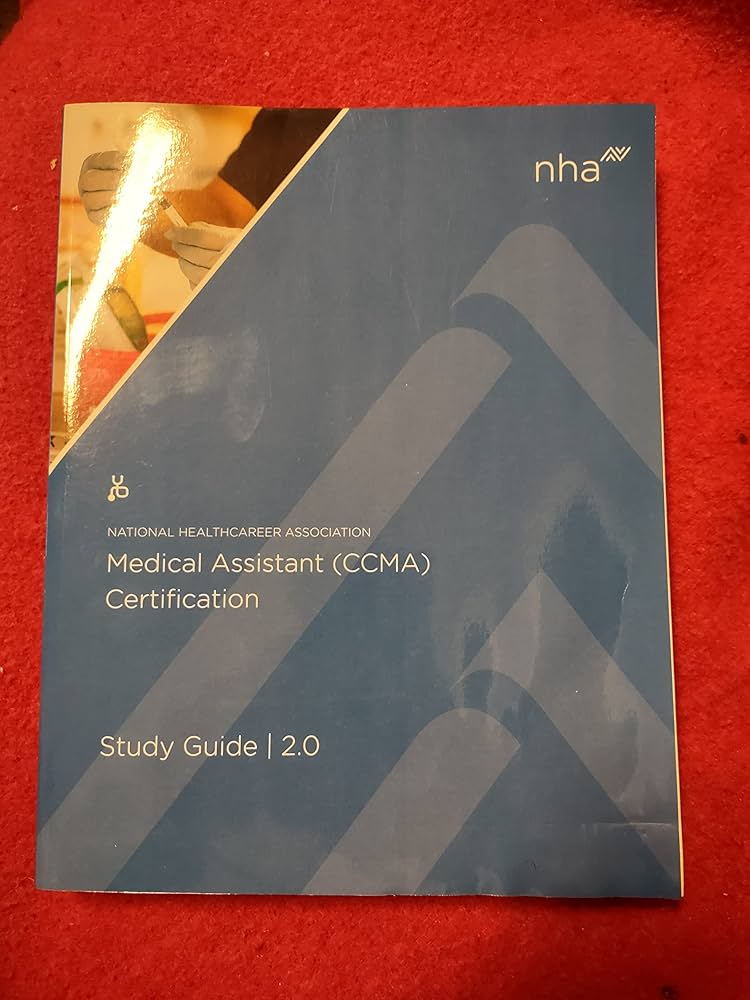 nha
NATIONAL HEALTHCAREER ASSOCIATION
Medical Assistant (CCMA)
Certification
Study Guide | 2.0